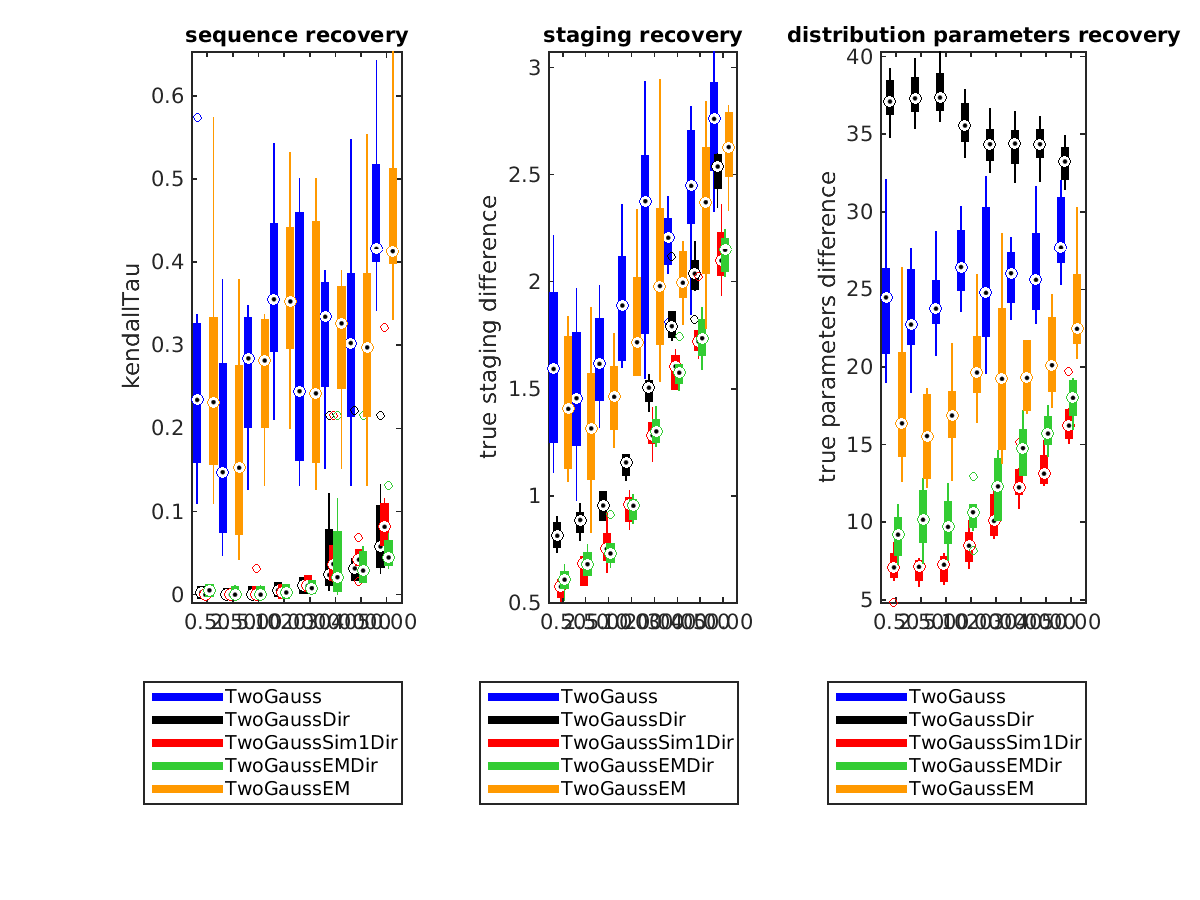 sequence recovery
staging recovery
distribution parameters recovery
kendallTau
0.6
0.5
0.4
0.3
0.2
0.1
0
true staging difference
3
2.5
2
1.5
1
0.5
true parameters difference
40
35
30
25
20
15
10
5
TwoGauss
TwoGaussDir
TwoGaussSim1Dir
TwoGaussEMDir
TwoGaussEM
TwoGauss
TwoGaussDir
TwoGaussSim1Dir
TwoGaussEMDir
TwoGaussEM
TwoGauss
TwoGaussDir
TwoGaussSim1Dir
TwoGaussEMDir
TwoGaussEM